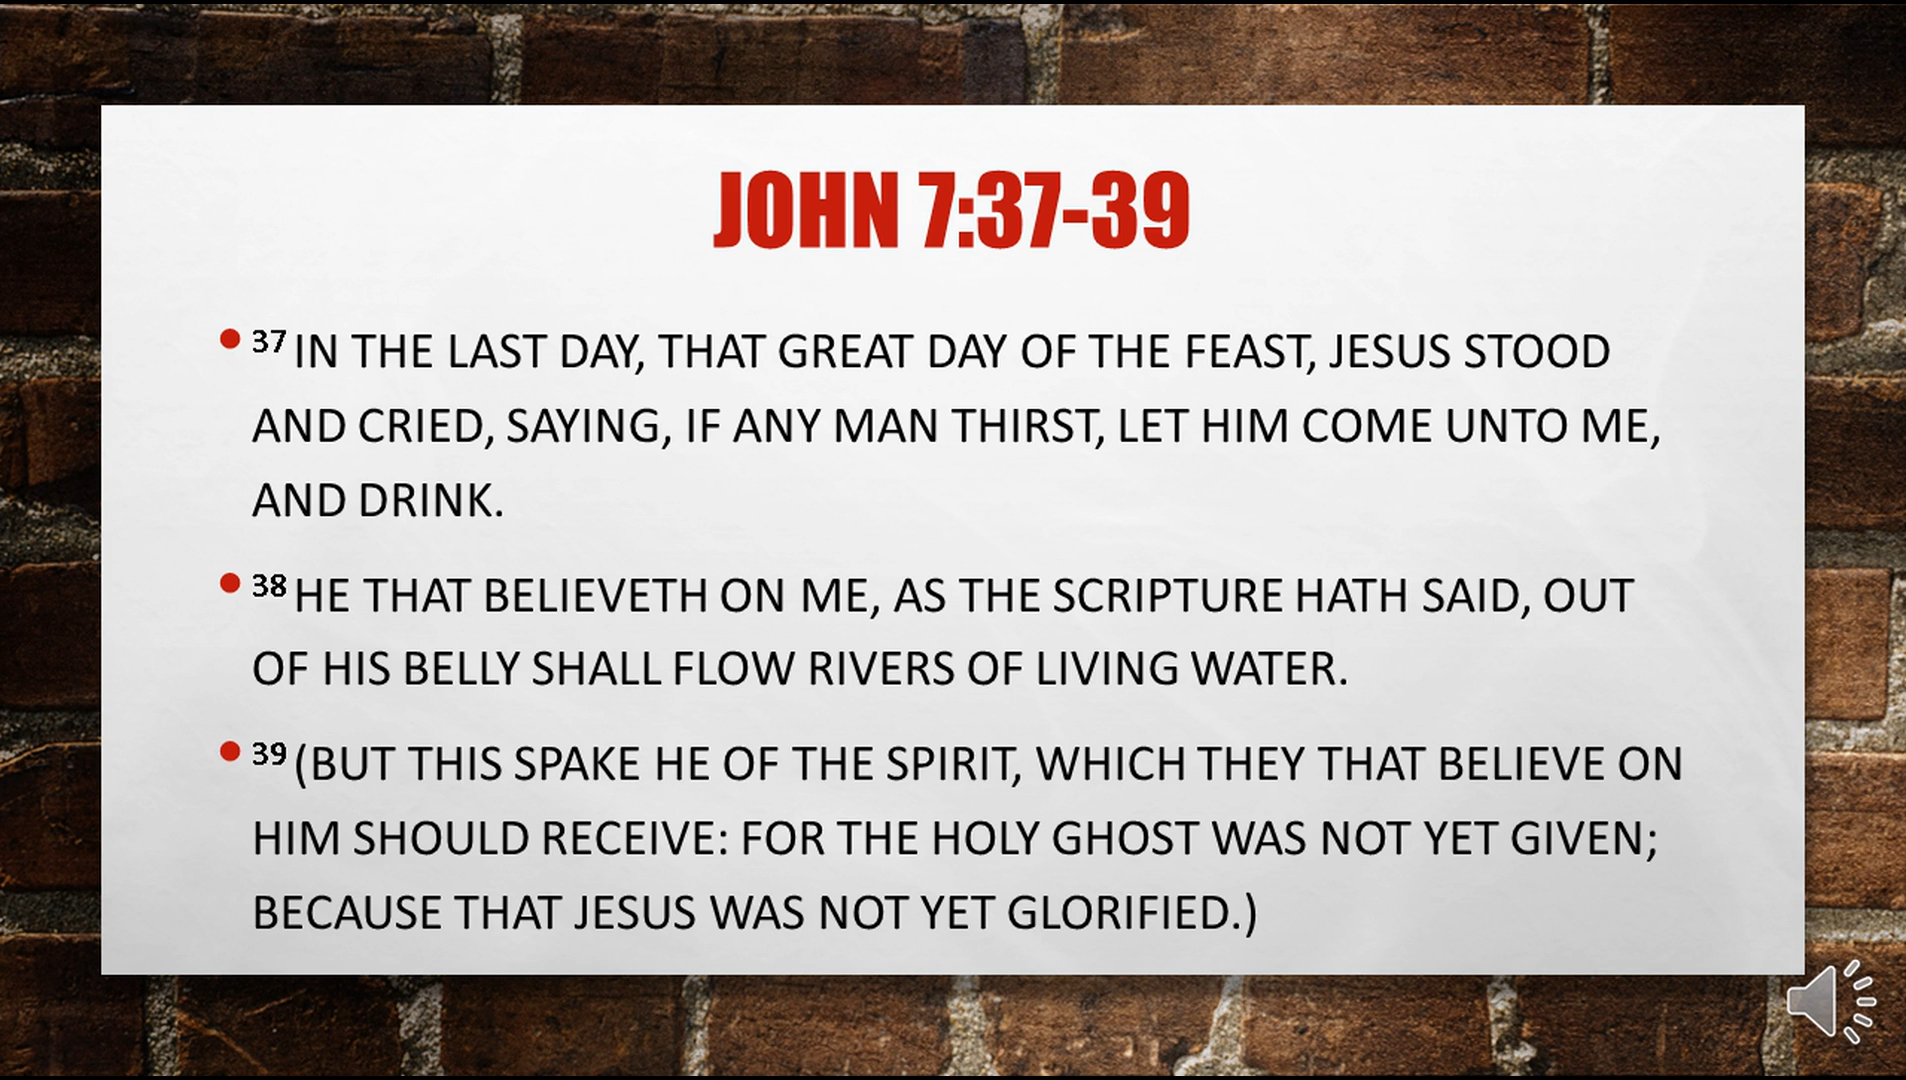 JOHN 7:37-39
• 37 IN THE LAST DAY, THAT GREAT DAY OF THE FEAST, JESUS STOOD
AND CRIED, SAYING, IF ANY MAN THIRST, LET HIM COME UNTO ME,
AND DRINK.
• 38 HE THAT BELIEVETH ON ME, AS THE SCRIPTURE HATH SAID, OUT
OF HIS BELLY SHALL FLOW RIVERS OF LIVING WATER.
• 39 (BUT THIS SPAKE HE OF THE SPIRIT, WHICH THEY THAT BELIEVE ON
HIM SHOULD RECEIVE: FOR THE HOLY GHOST WAS NOT YET GIVEN;
BECAUSE THAT JESUS WAS NOT YET GLORIFIED.)